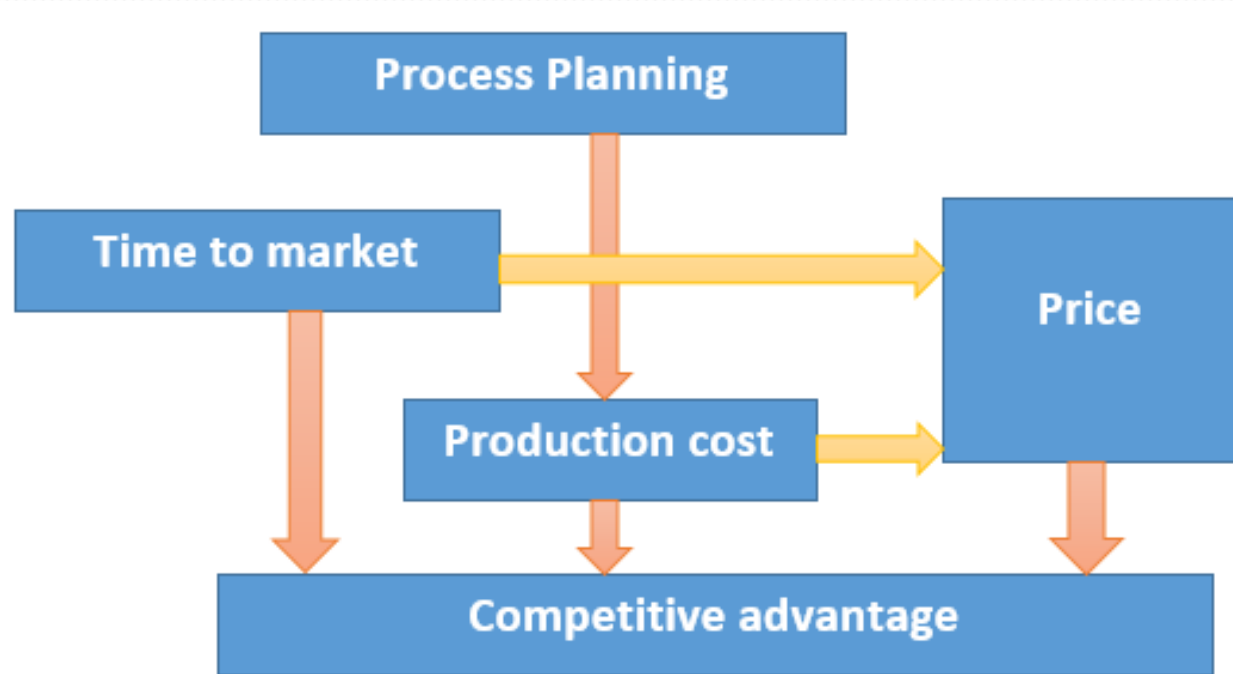 Process Planning
Time to market
Price
Production cost
Competitive advantage